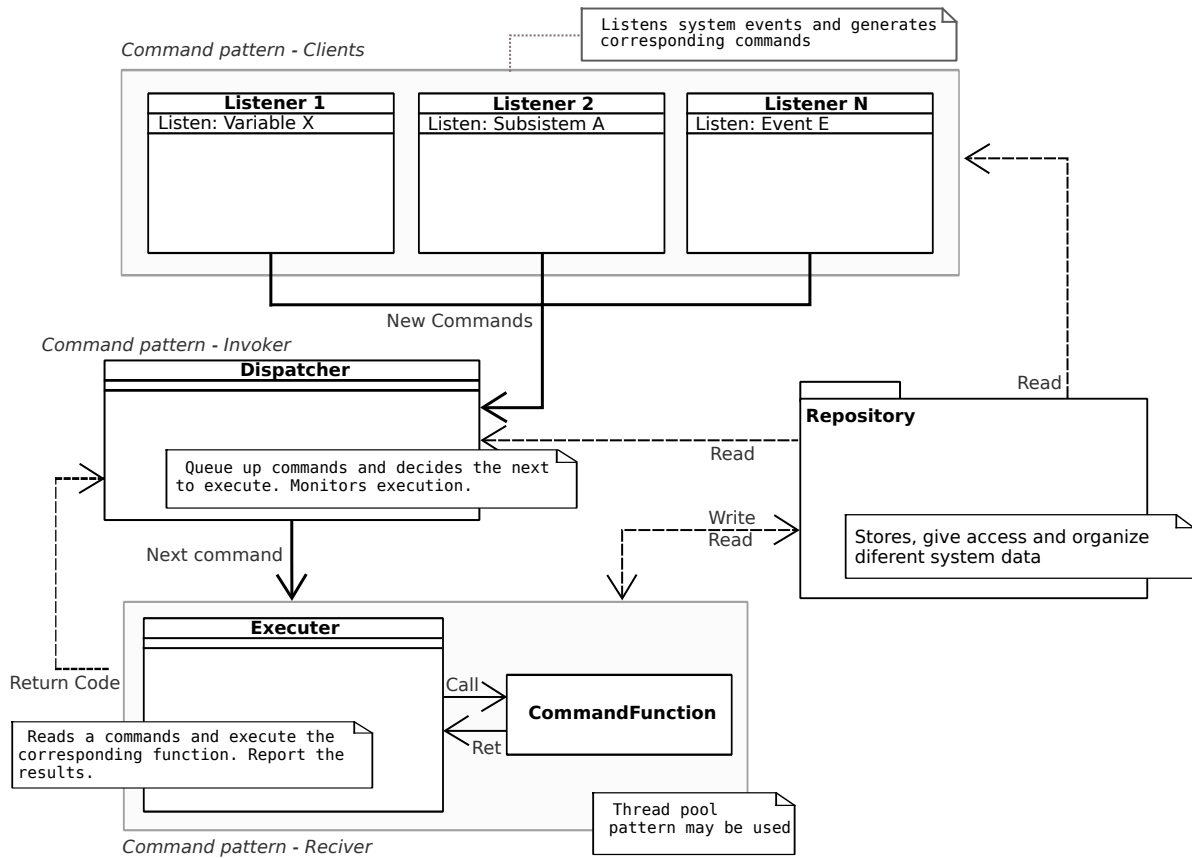 Listens system events and generates
corresponding commands
Command pattern - Clients
Listener 1
Listen: Variable X
Listener 2
Listen: Subsistem A
Listener N
Listen: Event E
New Commands
Command pattern - Invoker
Dispatcher
Read
Repository
Read
Queue up commands and decides the next
to execute. Monitors execution.
Write
Read
Stores, give access and organize
diferent system data
Next command
Executer
Return Code
Call
CommandFunction
Ret
Reads a commands and execute the
corresponding function. Report the
results.
Thread pool
pattern may be used
Command pattern - Reciver